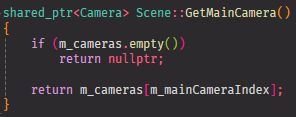 shared_ptr<Camera> Scene::GetMainCamera()
{
    if (m_cameras.empty())
        return nullptr;

    return m_cameras[m_mainCameraIndex];
}